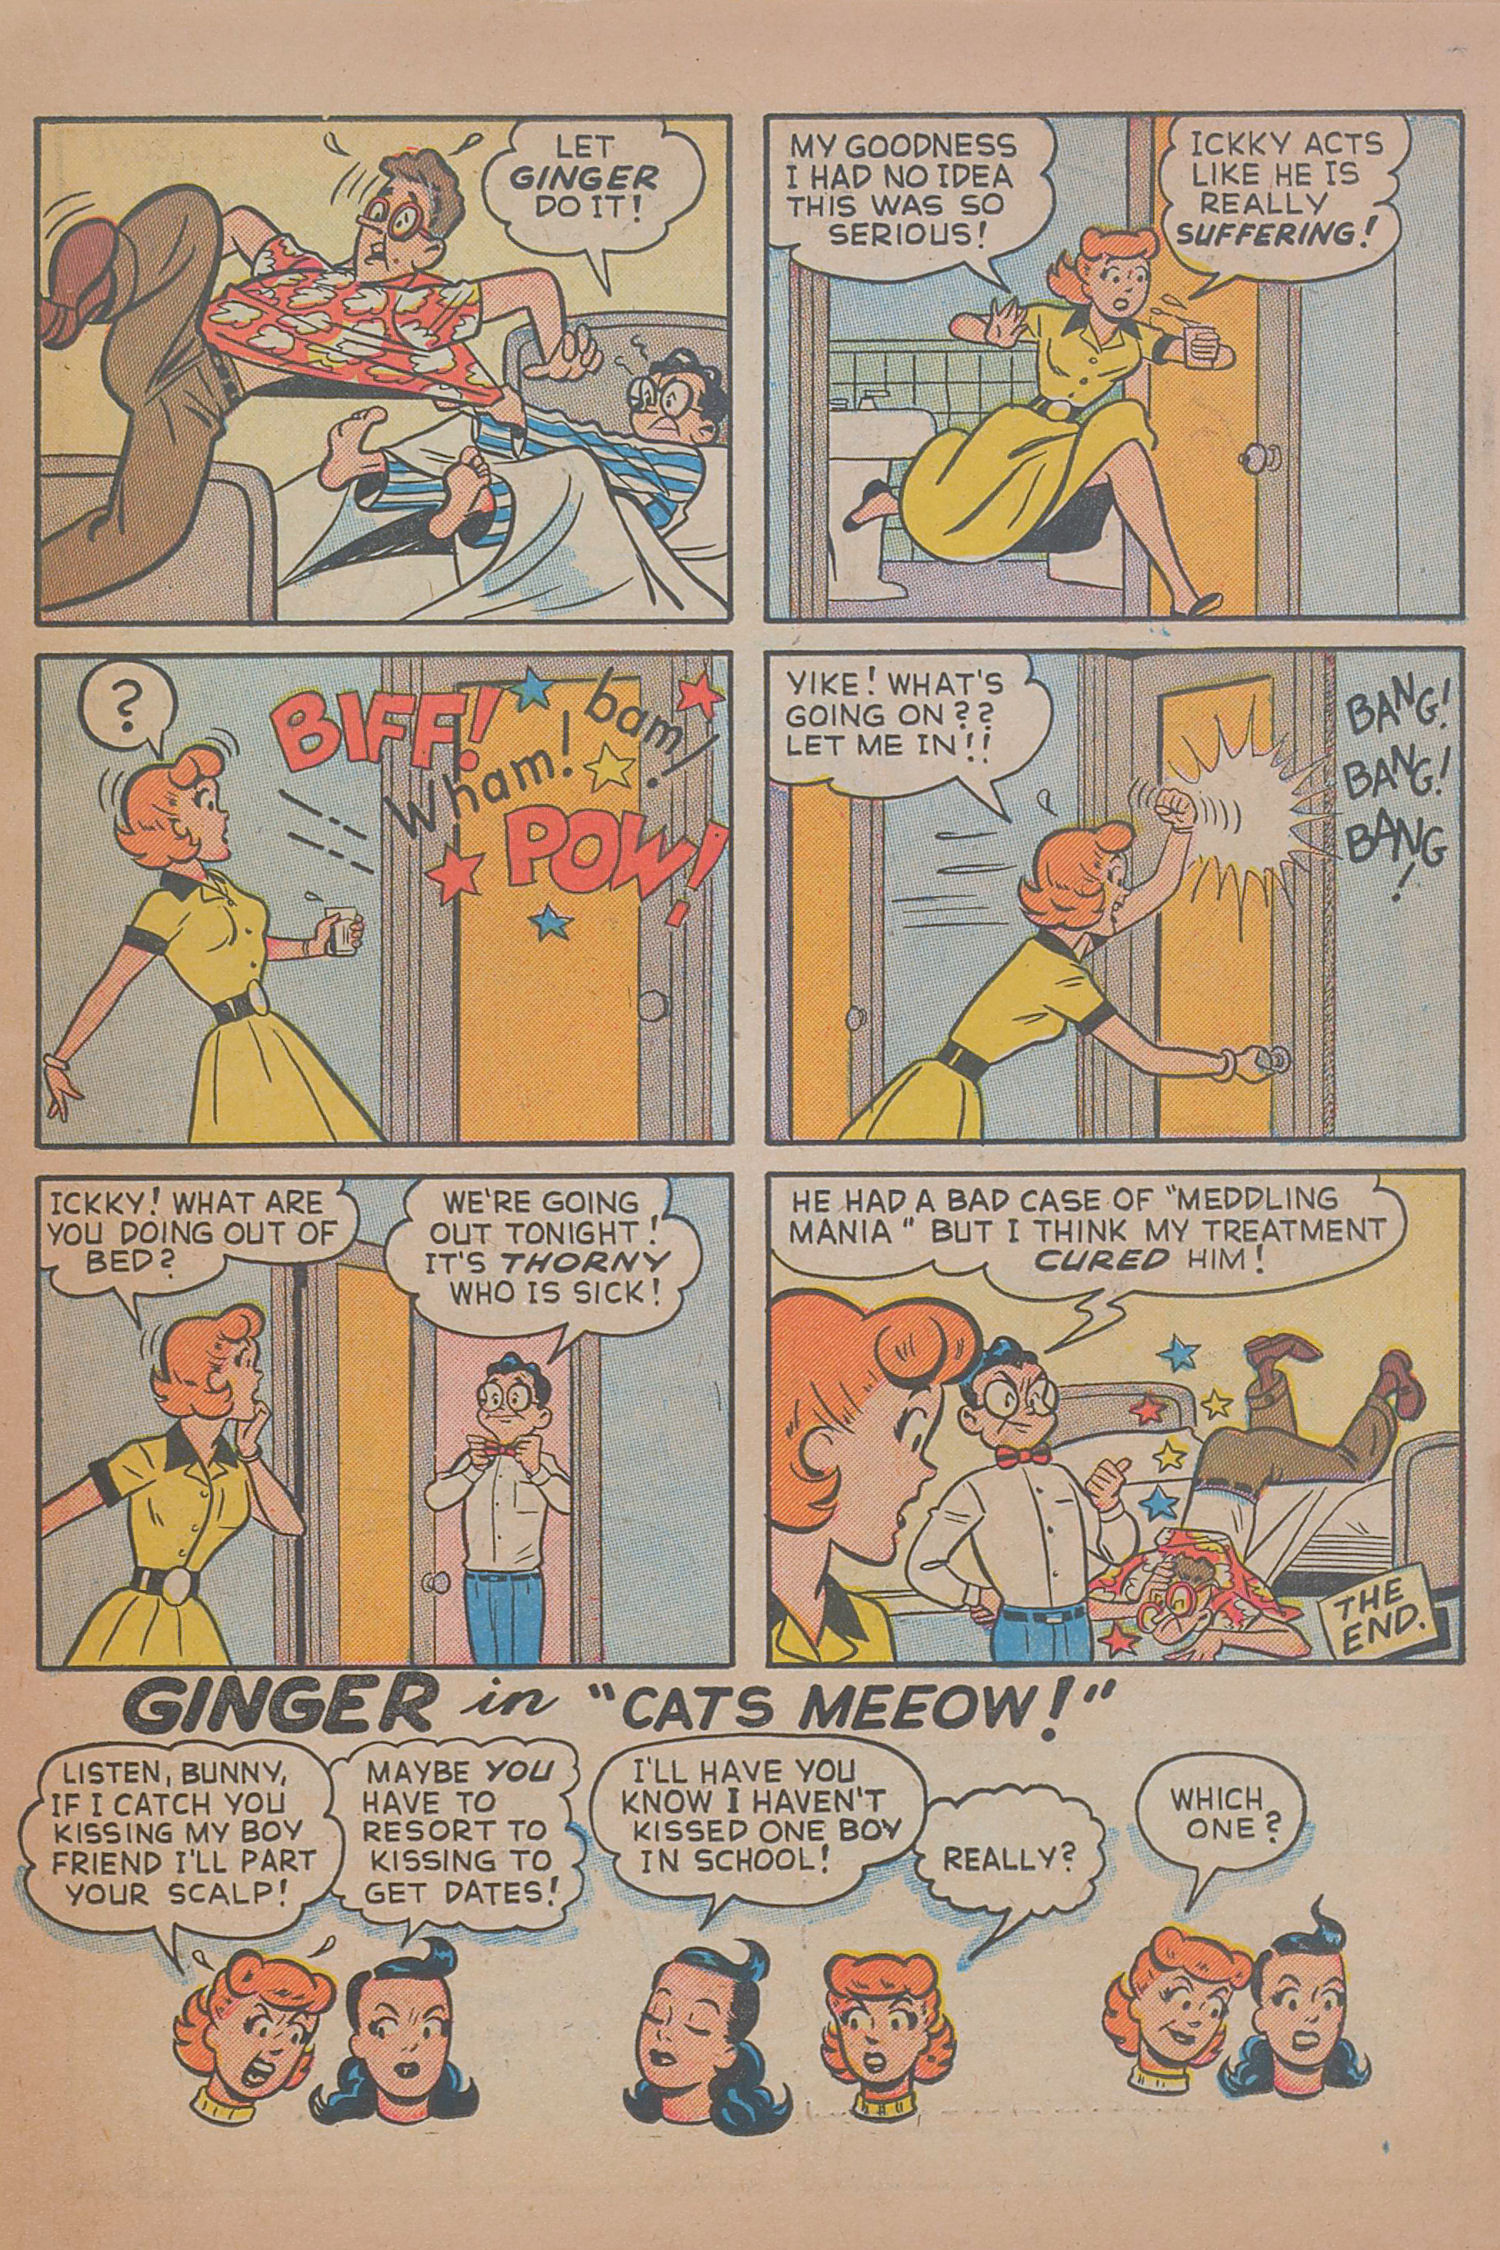 LET
GINGER
DO IT!
MY GOODNESS
I HAD NO IDEA
THIS WAS SO
SERIOUS!
ICKKY ACTS
LIKE HE IS
REALLY
SUFFERING!
?
BIFF!
Wham!
bam!
POW!
YIKE! WHAT'S
GOING ON??
LET ME IN!!
BANG!
BANG!
BANG!
ICKKY! WHAT ARE
YOU DOING OUT OF
BED?
WE'RE GOING
OUT TONIGHT!
IT'S THORNY
WHO IS SICK!
HE HAD A BAD CASE OF "MEDDLING
MANIA" BUT I THINK MY TREATMENT
CURED HIM!
THE
END.
GINGER in "CATS MEEOW!"
LISTEN, BUNNY,
IF I CATCH YOU
KISSING MY BOY
FRIEND I'LL PART
YOUR SCALP!
MAYBE YOU
HAVE TO
RESORT TO
KISSING TO
GET DATES!
I'LL HAVE YOU
KNOW I HAVEN'T
KISSED ONE BOY
IN SCHOOL!
REALLY?
WHICH
ONE?